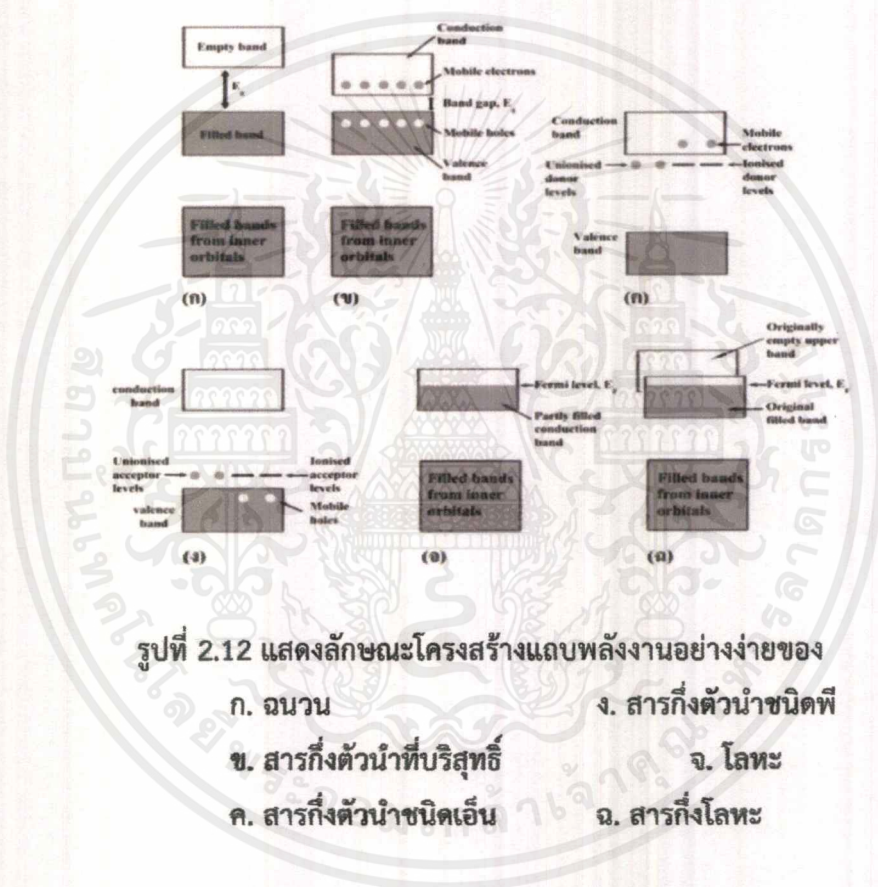 Empty band
E g
Filled band
Filled bands
from inner
orbitals
(ก)
Conduction
band
Mobile electrons
Band gap, E g
Mobile holes
Valence
band
Filled bands
from inner
orbitals
(ข)
Conduction
band
Mobile
electrons
Unionised
donor
levels
Ionised
donor
levels
Valence
band
(ค)
conduction
band
Unionised
acceptor
levels
Ionised
acceptor
levels
valence
band
Mobile
holes
(ง)
Fermi level, E F
Partly filled
conduction
band
Filled bands
from inner
orbitals
(จ)
Originally
empty upper
band
Fermi level, E F
Original
filled band
Filled bands
from inner
orbitals
(ฉ)
รูปที่ 2.12 แสดงลักษณะโครงสร้างแถบพลังงานอย่างง่ายของ
ก. ฉนวน
ง. สารกึ่งตัวนำชนิดพี
ข. สารกึ่งตัวนำที่บริสุทธิ์
จ. โลหะ
ค. สารกึ่งตัวนำชนิดเอ็น
ฉ. สารกึ่งโลหะ